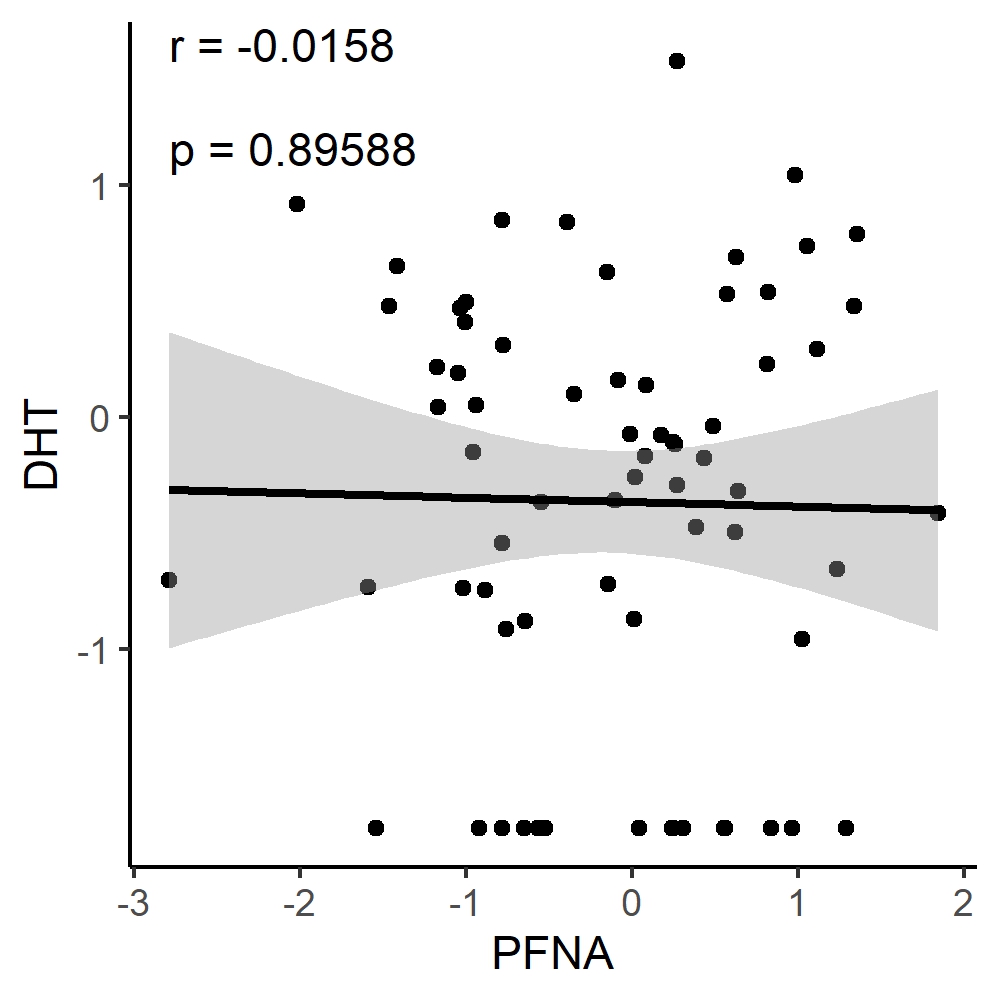 r = -0.0158
p = 0.89588
1
0
-1
DHT
-3 -2 -1 0 1 2
PFNA